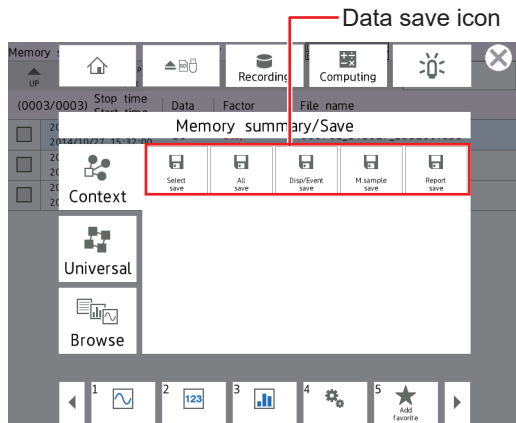 Data save icon
Memory
UP
Recording
Computing
(0003/0003)
Stop time
Data
Factor
File name
Memory summary/Save
2014/10/27 15:32:00
Context
Select save
All save
Disp/Event save
M.sample save
Report save
Universal
Browse
1
2
123
3
4
5
Add favorite